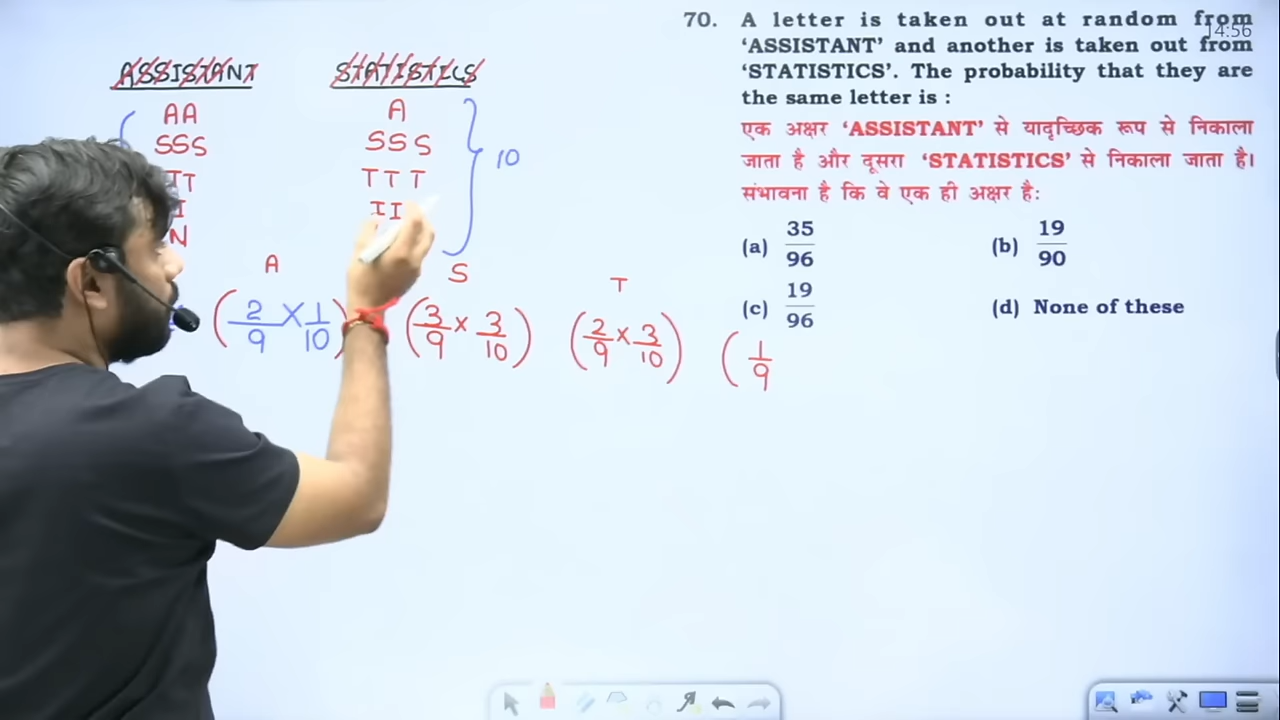 70. A letter is taken out at random from
14:56
'ASSISTANT' and another is taken out from
'STATISTICS'. The probability that they are
the same letter is :
एक अक्षर 'ASSISTANT' से यादृच्छिक रूप से निकाला
जाता है और दूसरा 'STATISTICS' से निकाला जाता है।
संभावना है कि वे एक ही अक्षर है:
(a) 35/96 (b) 19/90
(c) 19/96 (d) None of these
ASSISTANT STATISTICS
AA A
SSS SSS
TT TTT
I II
N
10
A S T
(2/9 × 1/10) (3/9 × 3/10) (2/9 × 3/10) (1/9